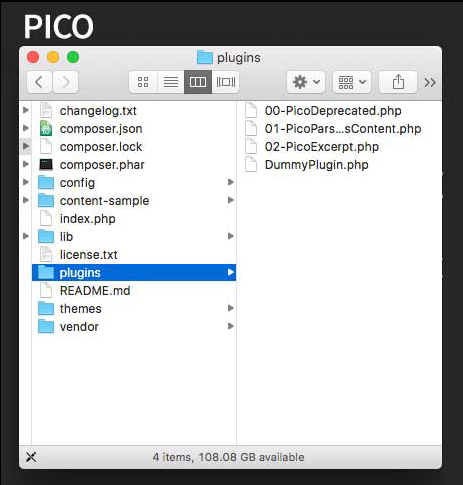 PICO
plugins
changelog.txt
composer.json
composer.lock
composer.phar
config
content-sample
index.php
lib
license.txt
plugins
README.md
themes
vendor
00-PicoDeprecated.php
01-PicoPars...sContent.php
02-PicoExcerpt.php
DummyPlugin.php
4 items, 108.08 GB available